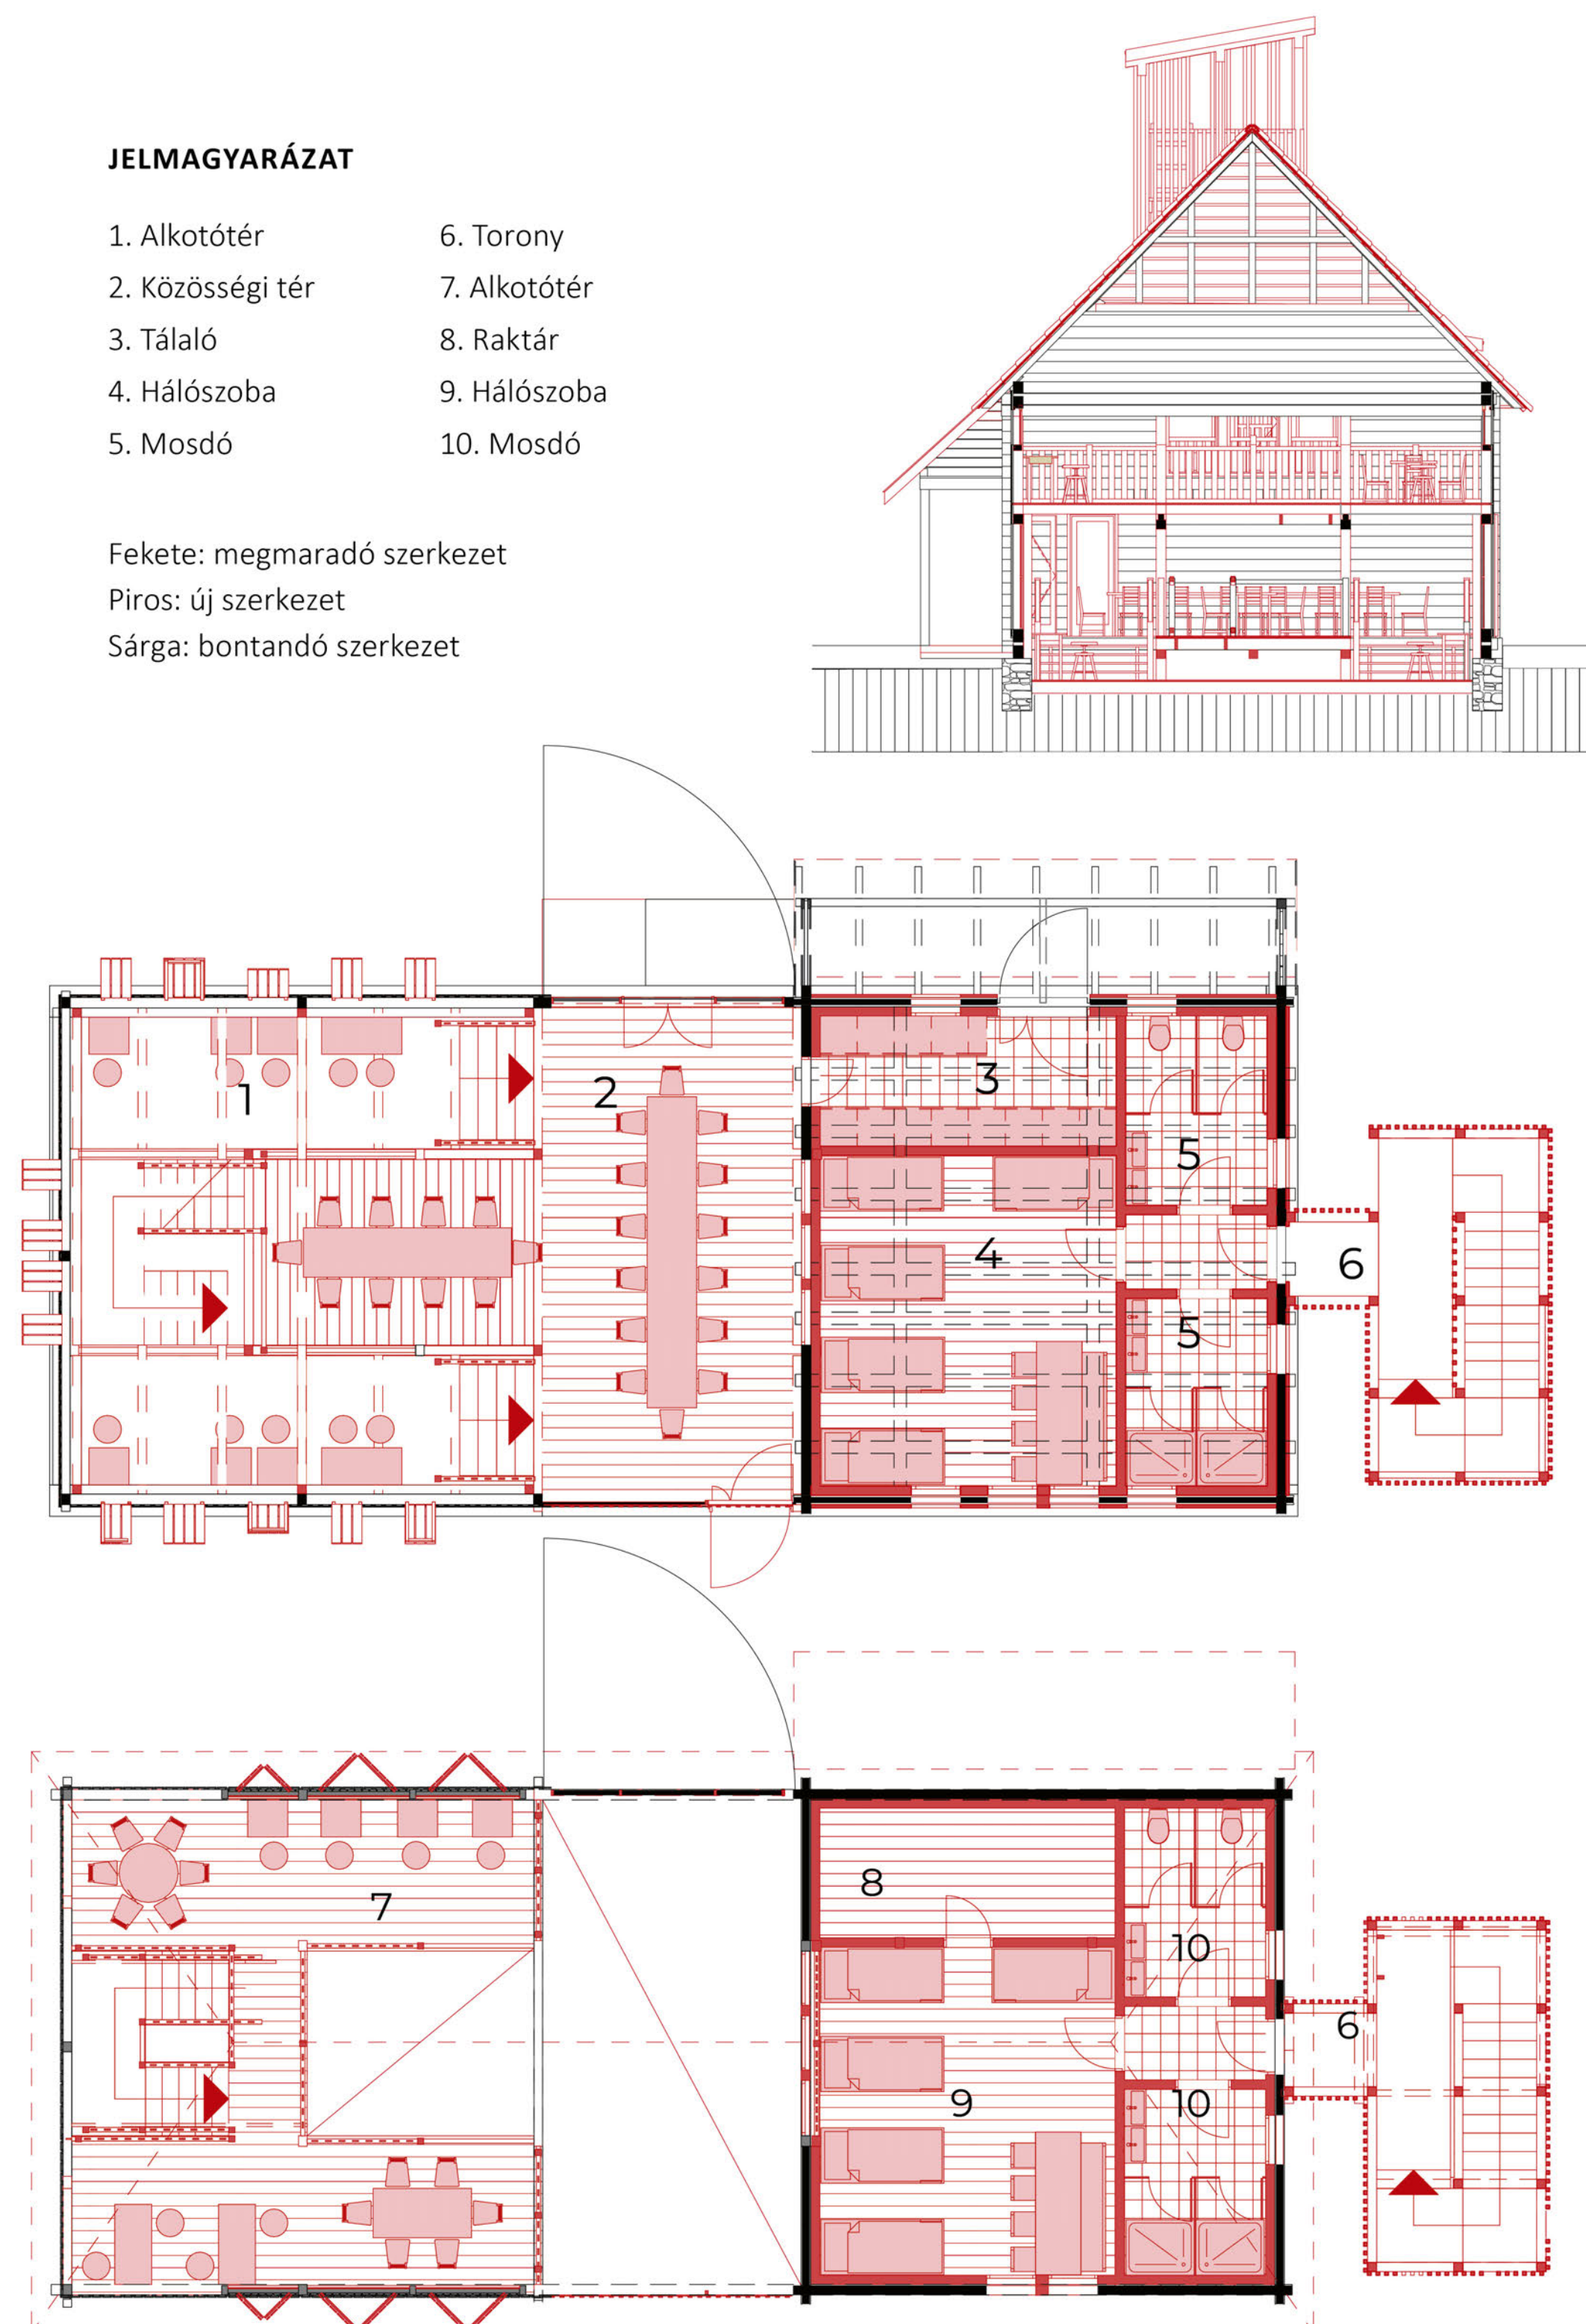 JELMAGYARÁZAT
1. Alkotótér
2. Közösségi tér
3. Tálaló
4. Hálószoba
5. Mosdó
6. Torony
7. Alkotótér
8. Raktár
9. Hálószoba
10. Mosdó
Fekete: megmaradó szerkezet
Piros: új szerkezet
Sárga: bontandó szerkezet
1
2
3
5
4
6
5
8
7
10
6
9
10